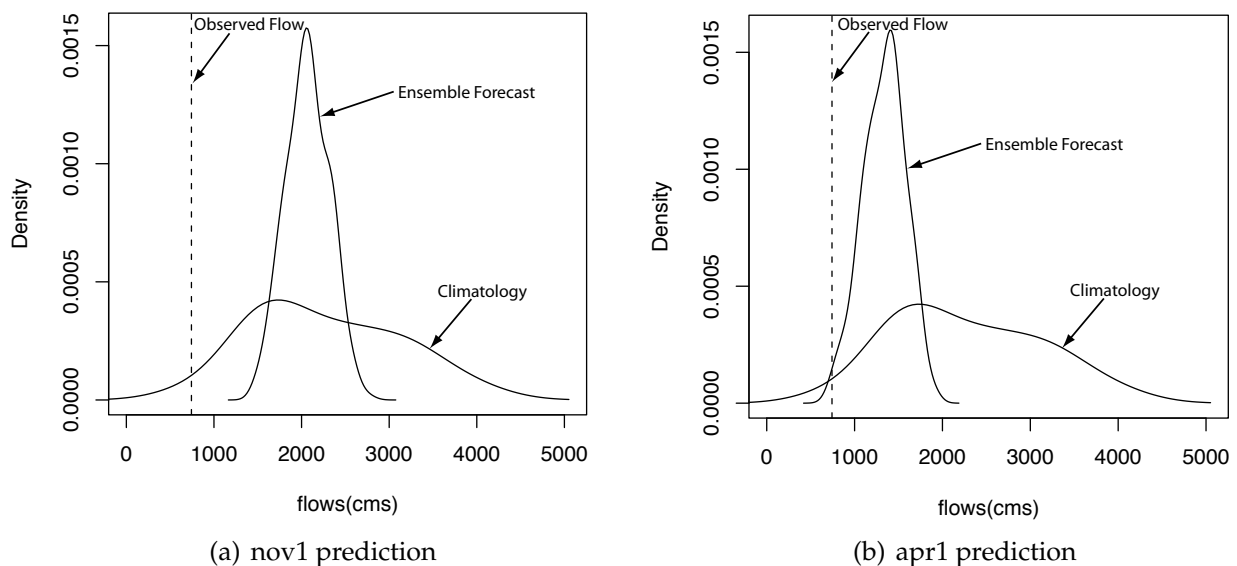 Observed Flow
Ensemble Forecast
Climatology
Density
0.0000
0.0005
0.0010
0.0015
0
1000
2000
3000
4000
5000
flows(cms)
(a) nov1 prediction
Observed Flow
Ensemble Forecast
Climatology
Density
0.0000
0.0005
0.0010
0.0015
0
1000
2000
3000
4000
5000
flows(cms)
(b) apr1 prediction